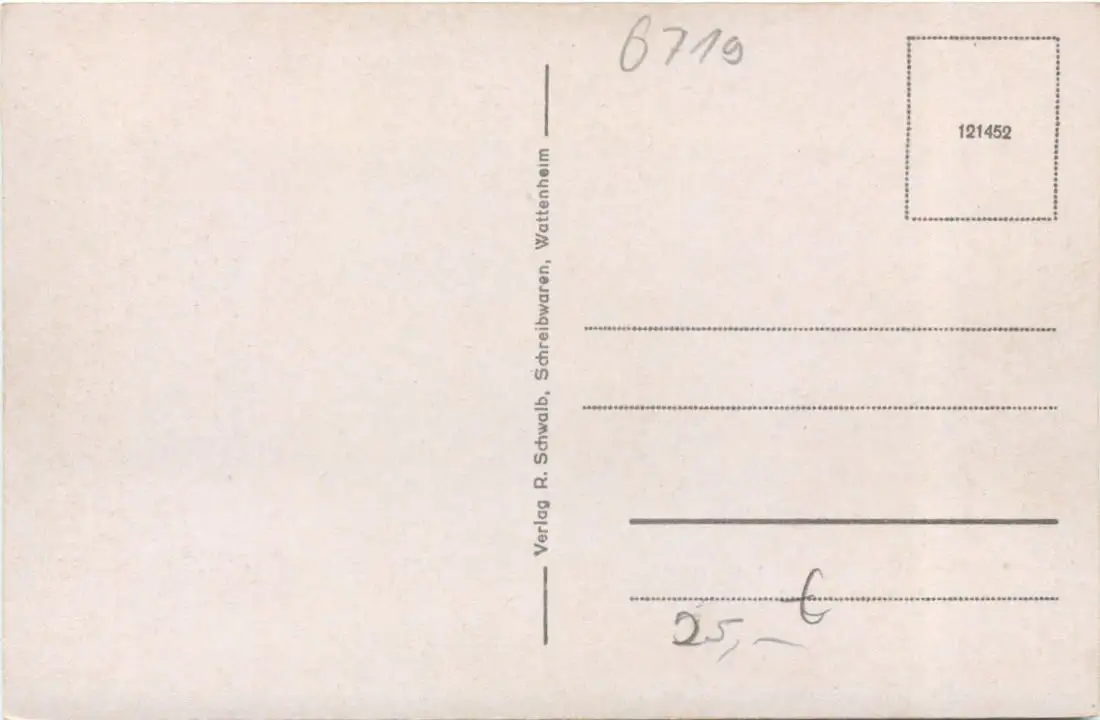 6719
121452
Verlag R. Schwalb, Schreibwaren, Wattenheim
25,— €